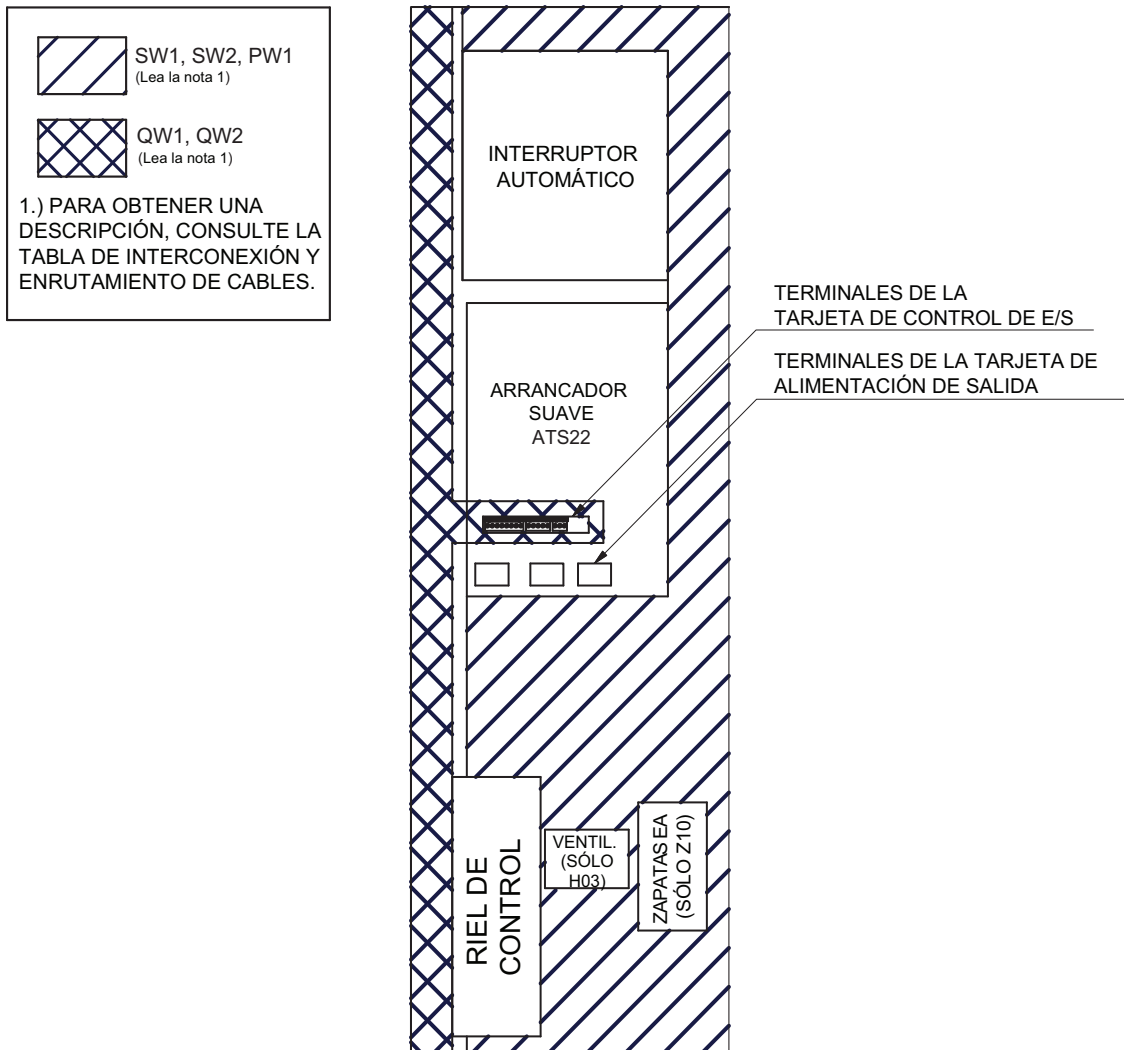 SW1, SW2, PW1
(Lea la nota 1)
QW1, QW2
(Lea la nota 1)
1.) PARA OBTENER UNA
DESCRIPCIÓN, CONSULTE LA
TABLA DE INTERCONEXIÓN Y
ENRUTAMIENTO DE CABLES.
INTERRUPTOR
AUTOMÁTICO
TERMINALES DE LA
TARJETA DE CONTROL DE E/S
TERMINALES DE LA TARJETA DE
ALIMENTACIÓN DE SALIDA
ARRANCADOR
SUAVE
ATS22
RIEL DE
CONTROL
VENTIL.
(SÓLO
H03)
ZAPATAS EA
(SÓLO Z10)